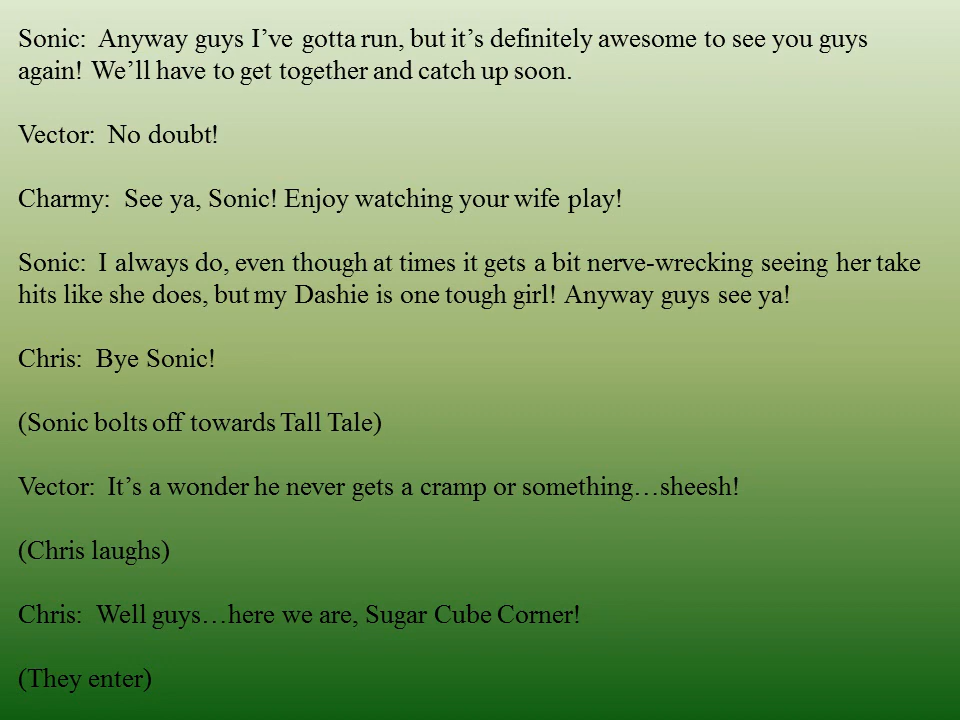 Sonic:  Anyway guys I’ve gotta run, but it’s definitely awesome to see you guys
again! We’ll have to get together and catch up soon.
Vector:  No doubt!
Charmy:  See ya, Sonic! Enjoy watching your wife play!
Sonic:  I always do, even though at times it gets a bit nerve-wrecking seeing her take
hits like she does, but my Dashie is one tough girl! Anyway guys see ya!
Chris:  Bye Sonic!
(Sonic bolts off towards Tall Tale)
Vector:  It’s a wonder he never gets a cramp or something…sheesh!
(Chris laughs)
Chris:  Well guys…here we are, Sugar Cube Corner!
(They enter)